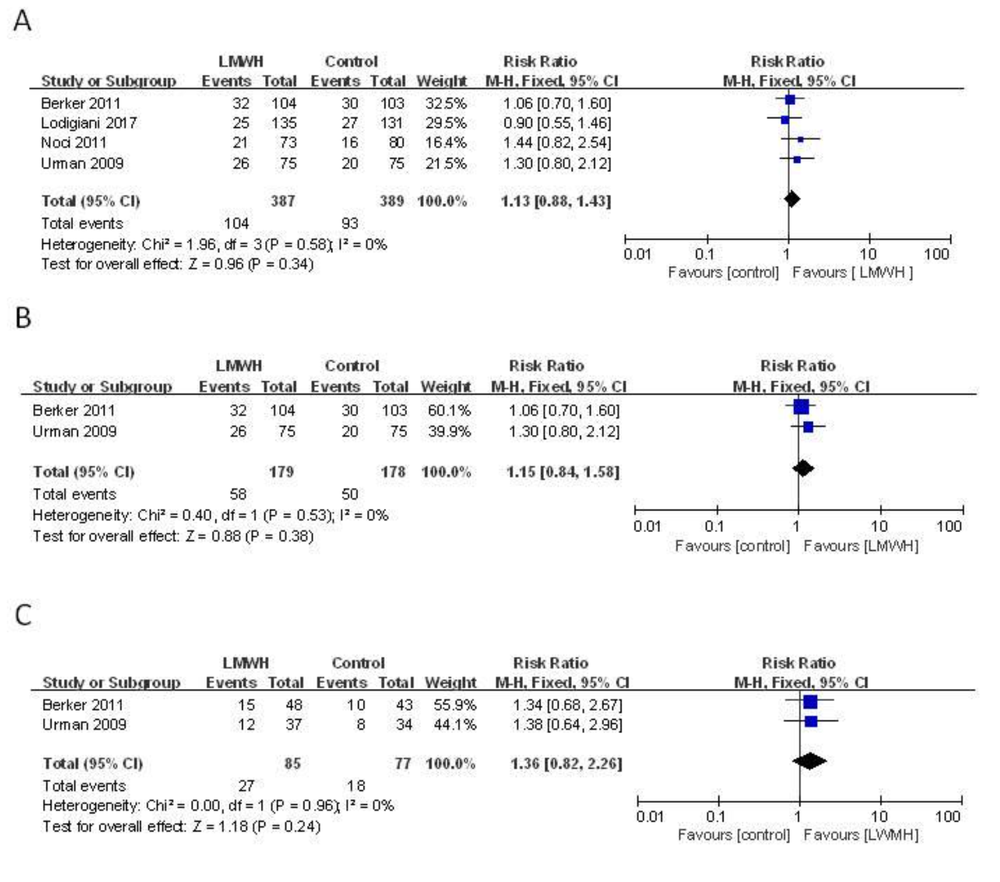 A
LMWH Control Risk Ratio Risk Ratio
Study or Subgroup Events Total Events Total Weight M-H, Fixed, 95% CI M-H, Fixed, 95% CI
Berker 2011 32 104 30 103 32.5% 1.06 [0.70, 1.60]
Lodigiani 2017 25 135 27 131 29.5% 0.90 [0.55, 1.46]
Noci 2011 21 73 16 80 16.4% 1.44 [0.82, 2.54]
Urman 2009 26 75 20 75 21.5% 1.30 [0.80, 2.12]
Total (95% CI) 387 389 100.0% 1.13 [0.88, 1.43]
Total events 104 93
Heterogeneity: Chi² = 1.96, df = 3 (P = 0.58); I² = 0%
Test for overall effect: Z = 0.96 (P = 0.34)
0.01 0.1 1 10 100
Favours [control] Favours [ LMWH ]
B
LMWH Control Risk Ratio Risk Ratio
Study or Subgroup Events Total Events Total Weight M-H, Fixed, 95% CI M-H, Fixed, 95% CI
Berker 2011 32 104 30 103 60.1% 1.06 [0.70, 1.60]
Urman 2009 26 75 20 75 39.9% 1.30 [0.80, 2.12]
Total (95% CI) 179 178 100.0% 1.15 [0.84, 1.58]
Total events 58 50
Heterogeneity: Chi² = 0.40, df = 1 (P = 0.53); I² = 0%
Test for overall effect: Z = 0.88 (P = 0.38)
0.01 0.1 1 10 100
Favours [control] Favours [LMWH]
C
LMWH Control Risk Ratio Risk Ratio
Study or Subgroup Events Total Events Total Weight M-H, Fixed, 95% CI M-H, Fixed, 95% CI
Berker 2011 15 48 10 43 55.9% 1.34 [0.68, 2.67]
Urman 2009 12 37 8 34 44.1% 1.38 [0.64, 2.96]
Total (95% CI) 85 77 100.0% 1.36 [0.82, 2.26]
Total events 27 18
Heterogeneity: Chi² = 0.00, df = 1 (P = 0.96); I² = 0%
Test for overall effect: Z = 1.18 (P = 0.24)
0.01 0.1 1 10 100
Favours [control] Favours [LWMH]